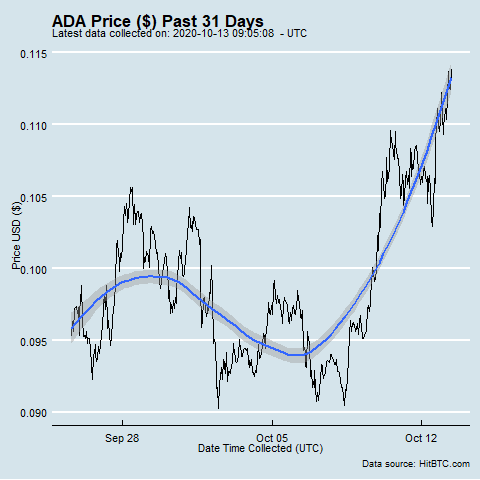 ADA Price ($) Past 31 Days
Latest data collected on: 2020-10-13 09:05:08 - UTC
0.115
0.110
0.105
0.100
0.095
0.090
Price USD ($)
Sep 28
Oct 05
Oct 12
Date Time Collected (UTC)
Data source: HitBTC.com